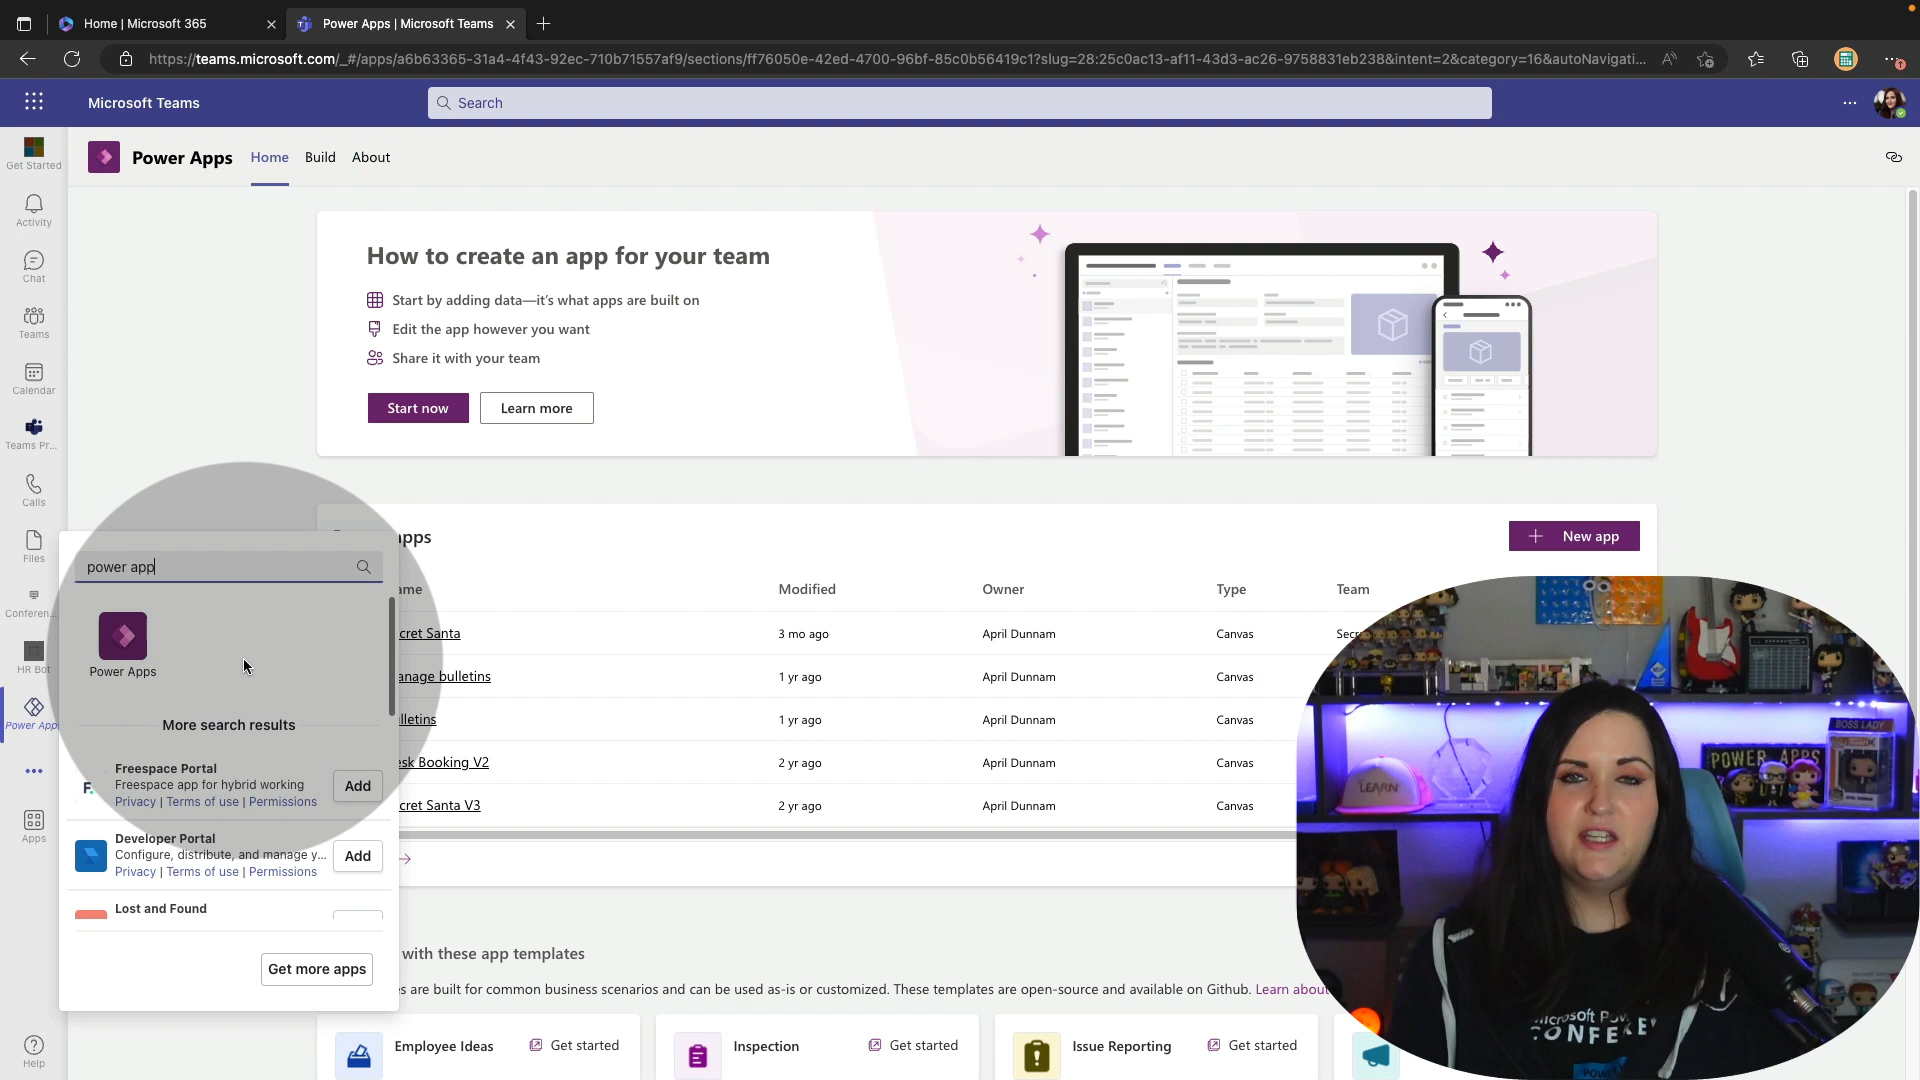 Home | Microsoft 365
Power Apps | Microsoft Teams
https://teams.microsoft.com/_#/apps/a6b63365-31a4-4f43-92ec-710b71557af9/sections/ff76050e-42ed-4700-96bf-85c0b56419c1?slug=28:25c0ac13-af11-43d3-ac26-9758831eb238&intent=2&category=16&autoNavigati...
Microsoft Teams
Search
Get Started
Activity
Chat
Teams
Calendar
Teams Pr...
Calls
Files
Conferen...
HR Bot
Power App
Apps
Help
Power Apps
Home
Build
About
How to create an app for your team
Start by adding data—it's what apps are built on
Edit the app however you want
Share it with your team
Start now
Learn more
pps
New app
ame
Modified
Owner
Type
Team
cret Santa
3 mo ago
April Dunnam
Canvas
Secr
anage bulletins
1 yr ago
April Dunnam
Canvas
lletins
1 yr ago
April Dunnam
Canvas
esk Booking V2
2 yr ago
April Dunnam
Canvas
cret Santa V3
2 yr ago
April Dunnam
Canvas
power app
Power Apps
More search results
Freespace Portal
Freespace app for hybrid working
Privacy | Terms of use | Permissions
Add
Developer Portal
Configure, distribute, and manage y...
Privacy | Terms of use | Permissions
Add
Lost and Found
Get more apps
with these app templates
s are built for common business scenarios and can be used as-is or customized. These templates are open-source and available on Github. Learn about
Employee Ideas
Get started
Inspection
Get started
Issue Reporting
Get started
BOSS LADY
POWER APPS
LEARN
Microsoft Pow
CONFERE
POWE